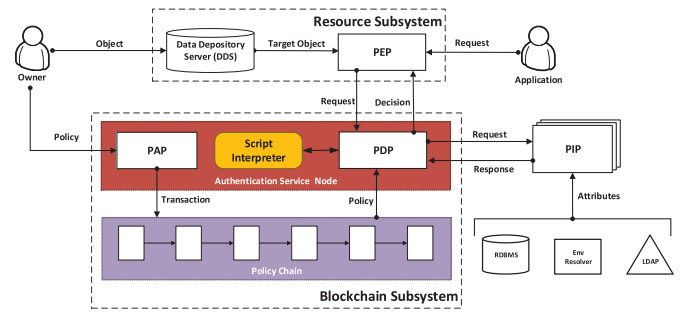 Resource Subsystem
Object
Data Depository
Server (DDS)
Target Object
PEP
Request
Owner
Application
Request
Decision
Policy
PAP
Script
Interpreter
PDP
Request
PIP
Response
Authentication Service Node
Transaction
Policy
Attributes
Policy Chain
RDBMS
Env
Resolver
LDAP
Blockchain Subsystem